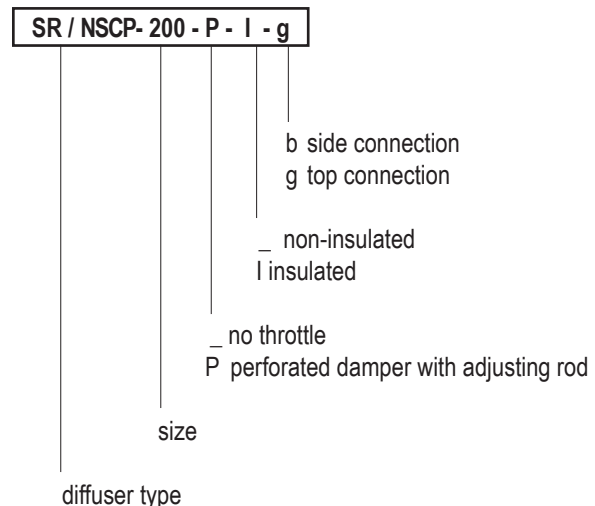 SR / NSCP- 200 - P - I - g
b side connection
g top connection
_ non-insulated
I insulated
_ no throttle
P perforated damper with adjusting rod
size
diffuser type